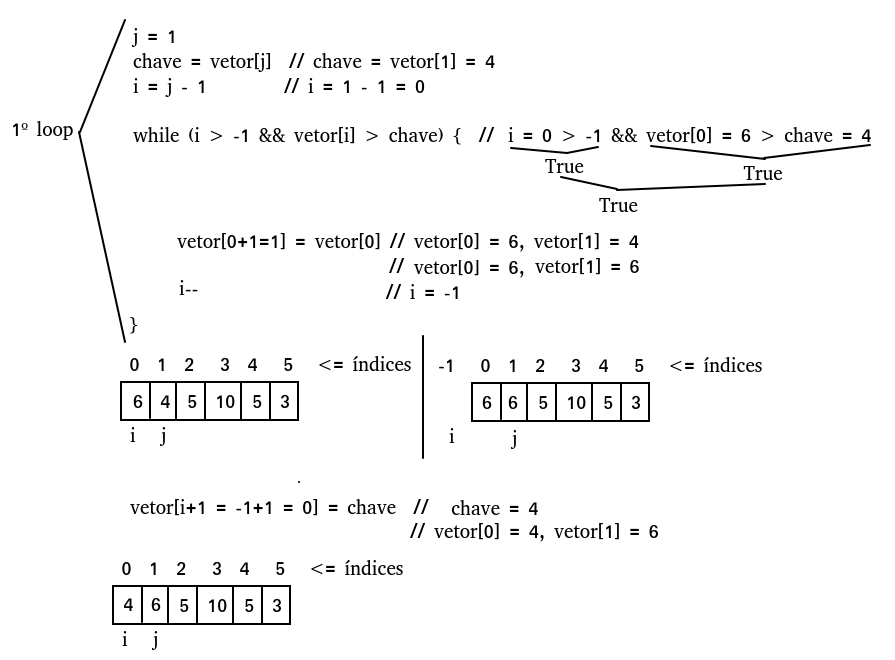 j = 1
chave = vetor[j] // chave = vetor[1] = 4
i = j - 1 // i = 1 - 1 = 0
1º loop
while (i > -1 && vetor[i] > chave) { // i = 0 > -1 && vetor[0] = 6 > chave = 4
True True
True
vetor[0+1=1] = vetor[0] // vetor[0] = 6, vetor[1] = 4
// vetor[0] = 6, vetor[1] = 6
i-- // i = -1
}
0 1 2 3 4 5 <= índices -1 0 1 2 3 4 5 <= índices
6 4 5 10 5 3 6 6 5 10 5 3
i j i j
vetor[i+1 = -1+1 = 0] = chave // chave = 4
// vetor[0] = 4, vetor[1] = 6
0 1 2 3 4 5 <= índices
4 6 5 10 5 3
i j